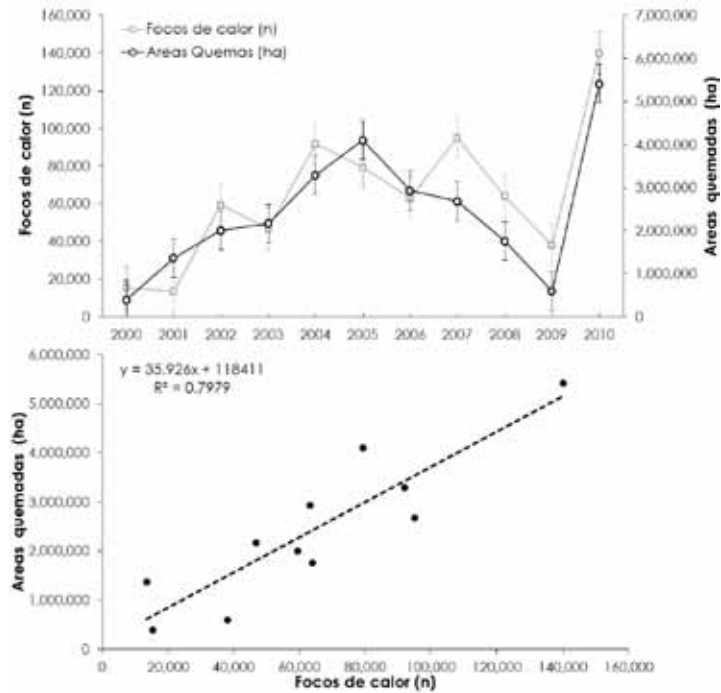 160,000
140,000
120,000
100,000
80,000
60,000
40,000
20,000
0
Focos de calor (n)
Focos de calor (n)
Areas Quemas (ha)
7,000,000
6,000,000
5,000,000
4,000,000
3,000,000
2,000,000
1,000,000
0
Areas quemadas (ha)
2000 2001 2002 2003 2004 2005 2006 2007 2008 2009 2010
y = 35.926x + 118411
R² = 0.7979
6,000,000
5,000,000
4,000,000
3,000,000
2,000,000
1,000,000
0
Areas quemadas (ha)
0 20,000 40,000 60,000 80,000 100,000 120,000 140,000 160,000
Focos de calor (n)